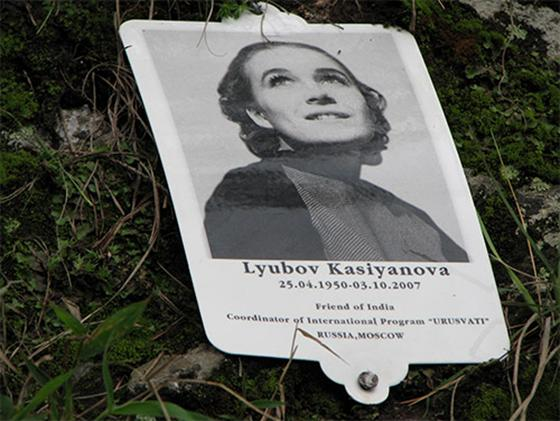 Lyubov Kasiyanova
25.04.1950-03.10.2007
Friend of India
Coordinator of International Program "URUSVATI"
RUSSIA,MOSCOW